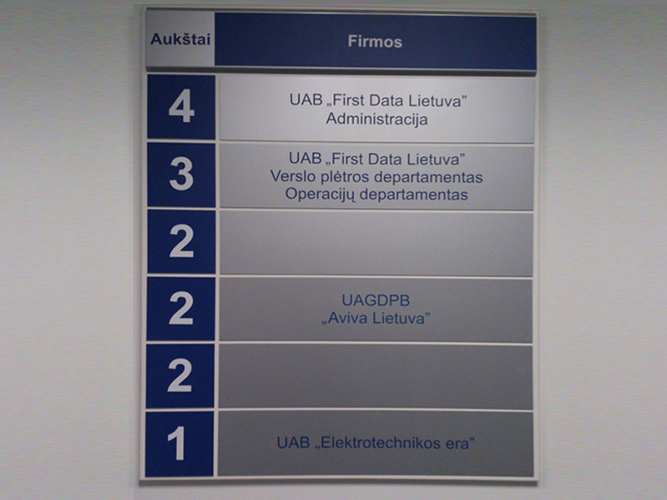 Aukštai Firmos
4 UAB „First Data Lietuva”
Administracija
3 UAB „First Data Lietuva”
Verslo plėtros departamentas
Operacijų departamentas
2
2 UAGDPB
„Aviva Lietuva”
2
1 UAB „Elektrotechnikos era”